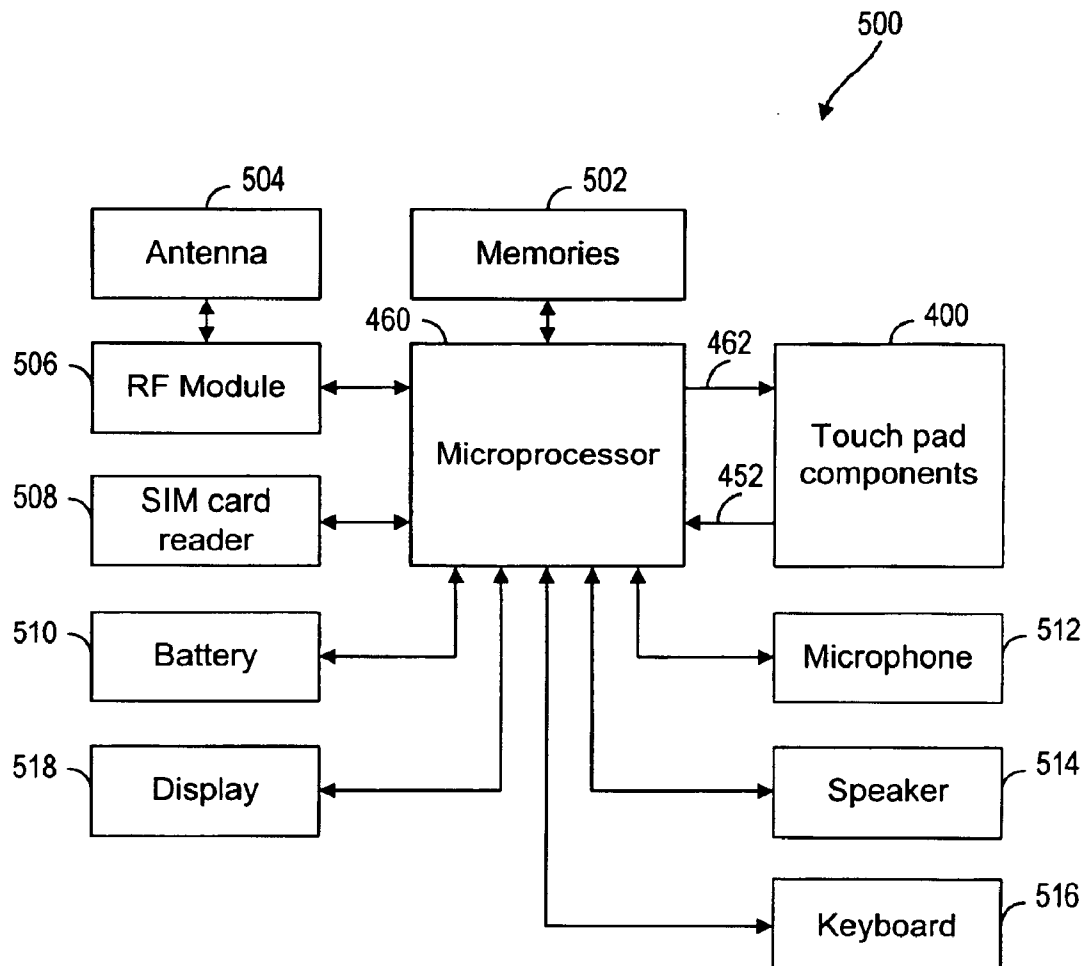 500
504
502
Antenna
Memories
460
462
400
506
RF Module
Microprocessor
Touch pad
components
452
508
SIM card
reader
510
Battery
Microphone
512
518
Display
Speaker
514
Keyboard
516